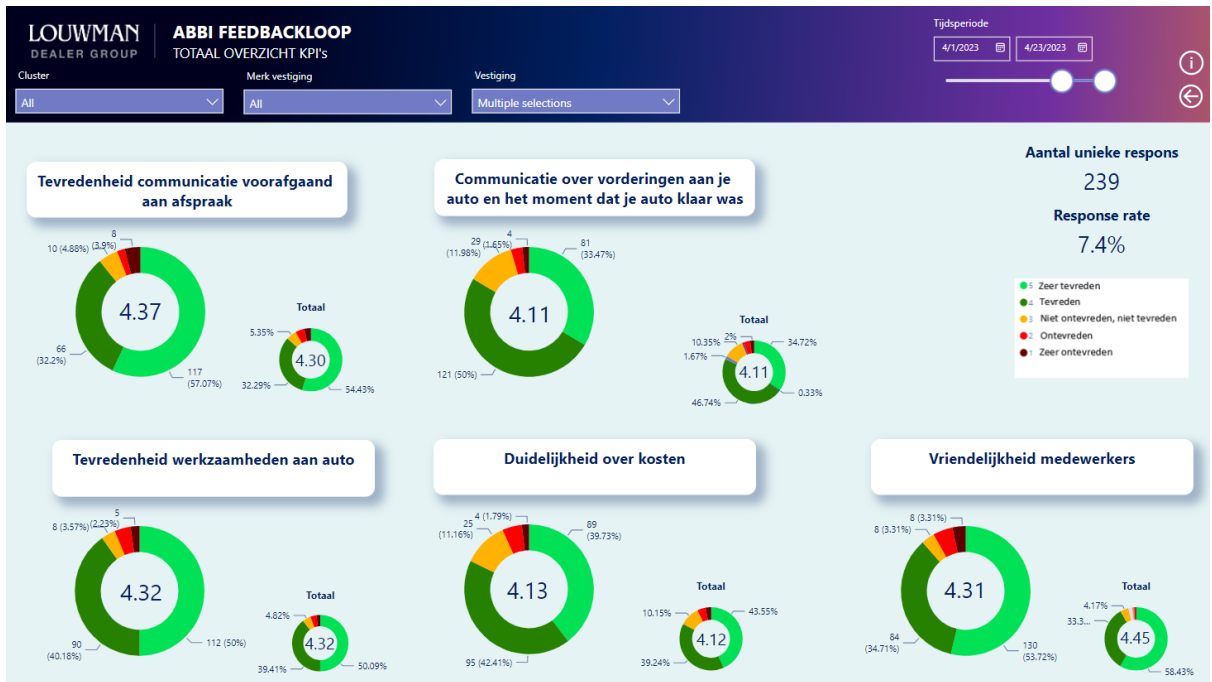 LOUWMAN
DEALER GROUP
ABBI FEEDBACKLOOP
TOTAAL OVERZICHT KPI's
Tijdsperiode
4/1/2023
4/23/2023
Cluster
Merk vestiging
Vestiging
All
All
Multiple selections
Tevredenheid communicatie voorafgaand
aan afspraak
8
(3.9%)
10 (4.88%)
4.37
66
(32.2%)
117
(57.07%)
Totaal
5.35%
4.30
32.29%
54.43%
Communicatie over vorderingen aan je
auto en het moment dat je auto klaar was
4
(1.65%)
29
(11.98%)
81
(33.47%)
4.11
121 (50%)
Totaal
2%
10.35%
34.72%
1.67%
4.11
0.33%
46.74%
Aantal unieke respons
239
Response rate
7.4%
5 Zeer tevreden
4 Tevreden
3 Niet ontevreden, niet tevreden
2 Ontevreden
1 Zeer ontevreden
Tevredenheid werkzaamheden aan auto
5
(2.23%)
8 (3.57%)
4.32
90
(40.18%)
112 (50%)
Totaal
4.82%
4.32
39.41%
50.09%
Duidelijkheid over kosten
4 (1.79%)
25
(11.16%)
89
(39.73%)
4.13
95 (42.41%)
Totaal
10.15%
43.55%
4.12
39.24%
Vriendelijkheid medewerkers
8 (3.31%)
8 (3.31%)
4.31
84
(34.71%)
130
(53.72%)
Totaal
4.17%
33.3...
4.45
58.43%